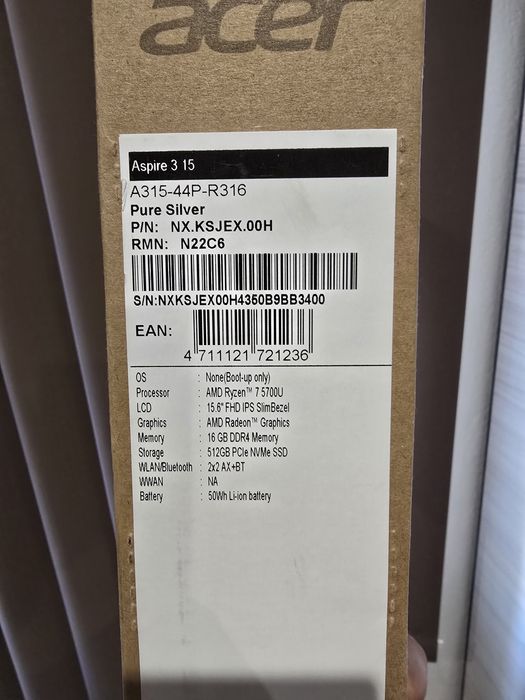 acer
Aspire 3 15
A315-44P-R316
Pure Silver
P/N: NX.KSJEX.00H
RMN: N22C6
S/N:NXKSJEX00H4350B9BB3400
EAN:
4 711121 721236
OS : None(Boot-up only)
Processor : AMD Ryzen™ 7 5700U
LCD : 15.6" FHD IPS SlimBezel
Graphics : AMD Radeon™ Graphics
Memory : 16 GB DDR4 Memory
Storage : 512GB PCIe NVMe SSD
WLAN/Bluetooth : 2x2 AX+BT
WWAN : NA
Battery : 50Wh Li-ion battery